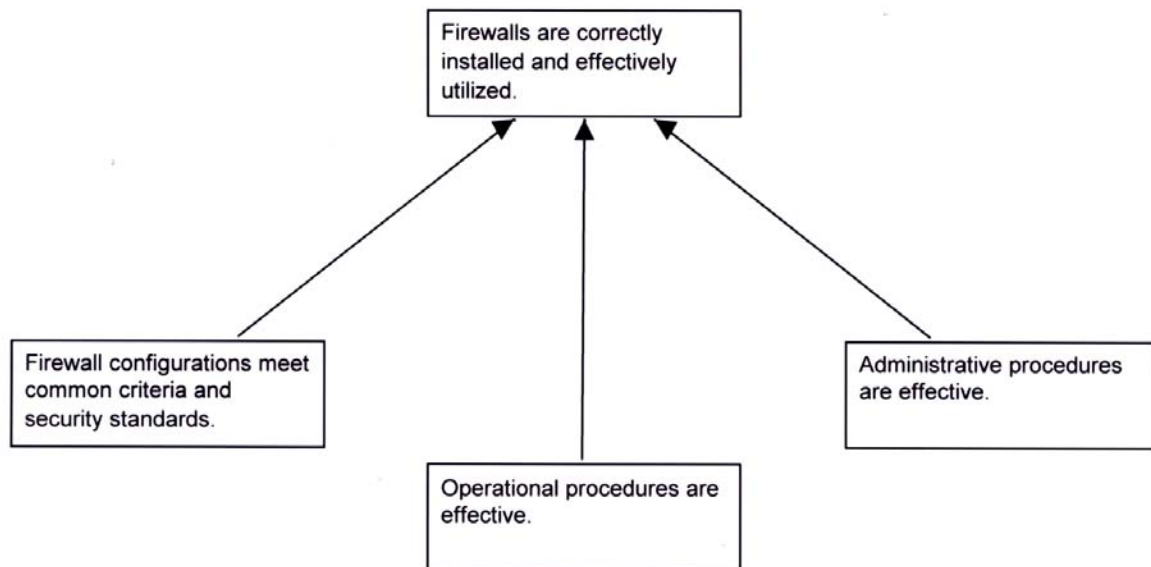 Firewalls are correctly
installed and effectively
utilized.
Firewall configurations meet
common criteria and
security standards.
Administrative procedures
are effective.
Operational procedures are
effective.